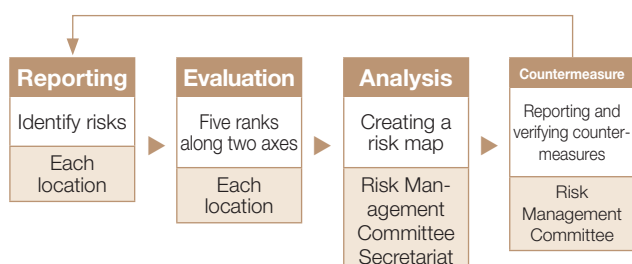 Reporting
Identify risks
Each
location
Evaluation
Five ranks
along two axes
Each
location
Analysis
Creating a
risk map
Risk Man-
agement
Committee
Secretariat
Countermeasure
Reporting and
verifying counter-
measures
Risk
Management
Committee